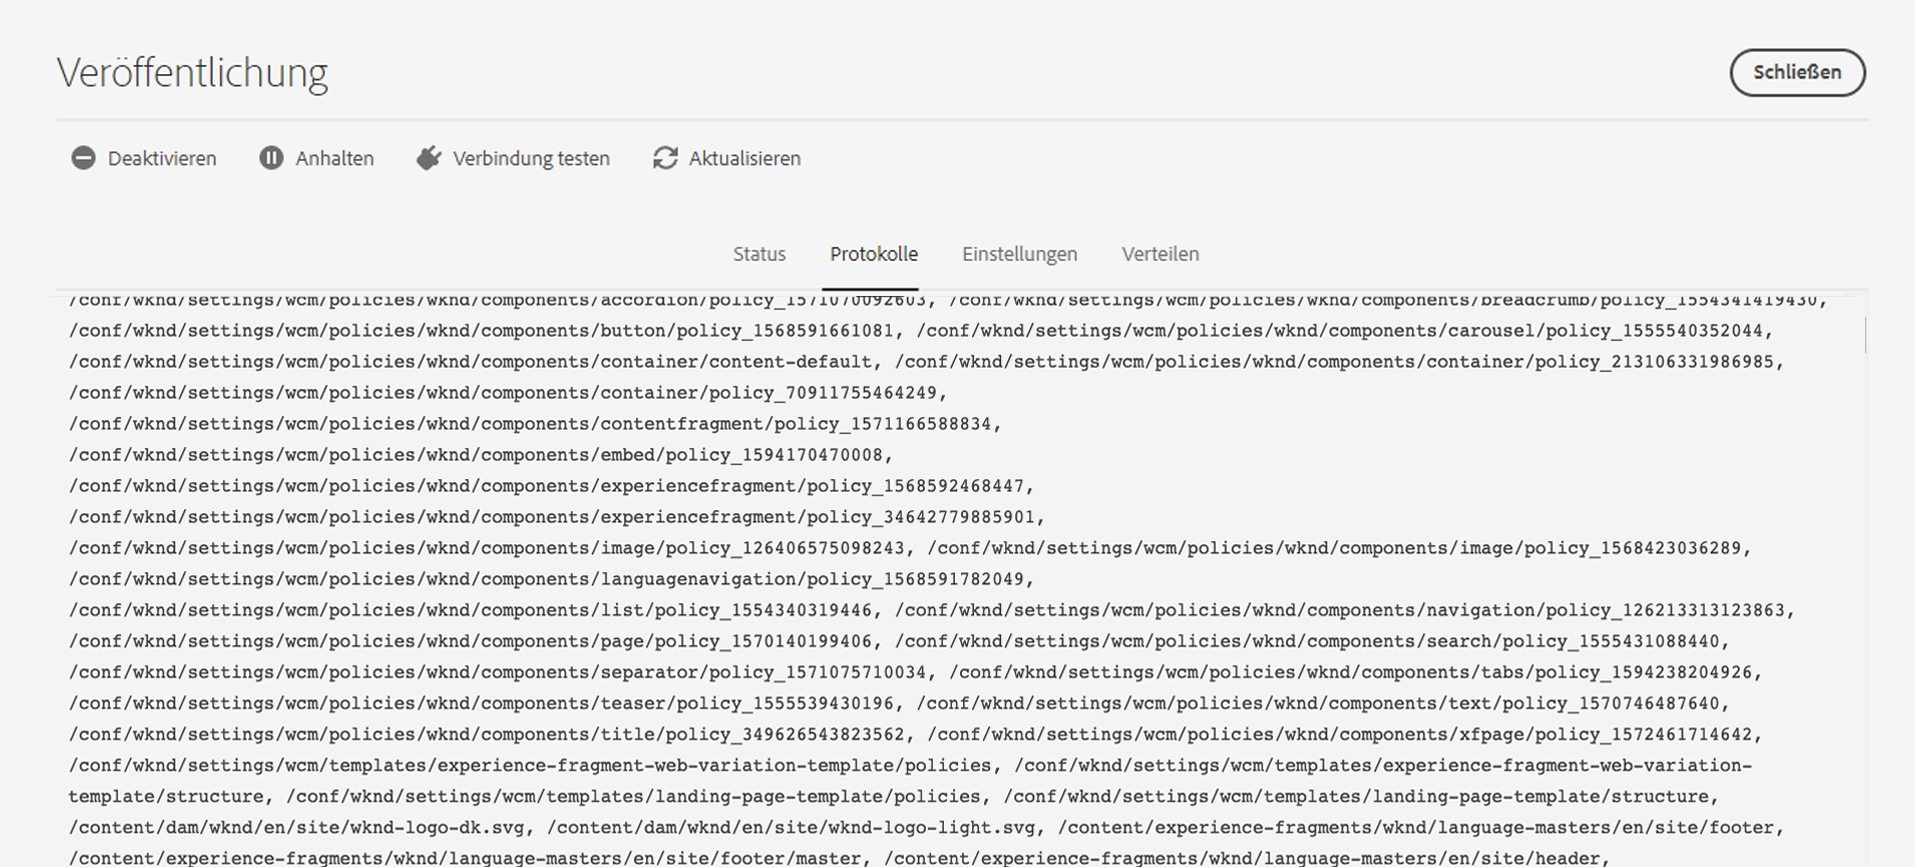 Veröffentlichung
Schließen
Deaktivieren Anhalten Verbindung testen Aktualisieren
Status Protokolle Einstellungen Verteilen
/conf/wknd/settings/wcm/policies/wknd/components/accordion/policy_1571070092603, /conf/wknd/settings/wcm/policies/wknd/components/breadcrumb/policy_1554341419430,
/conf/wknd/settings/wcm/policies/wknd/components/button/policy_1568591661081, /conf/wknd/settings/wcm/policies/wknd/components/carousel/policy_1555540352044,
/conf/wknd/settings/wcm/policies/wknd/components/container/content-default, /conf/wknd/settings/wcm/policies/wknd/components/container/policy_213106331986985,
/conf/wknd/settings/wcm/policies/wknd/components/container/policy_70911755464249,
/conf/wknd/settings/wcm/policies/wknd/components/contentfragment/policy_1571166588834,
/conf/wknd/settings/wcm/policies/wknd/components/embed/policy_1594170470008,
/conf/wknd/settings/wcm/policies/wknd/components/experiencefragment/policy_1568592468447,
/conf/wknd/settings/wcm/policies/wknd/components/experiencefragment/policy_34642779885901,
/conf/wknd/settings/wcm/policies/wknd/components/image/policy_126406575098243, /conf/wknd/settings/wcm/policies/wknd/components/image/policy_1568423036289,
/conf/wknd/settings/wcm/policies/wknd/components/languagenavigation/policy_1568591782049,
/conf/wknd/settings/wcm/policies/wknd/components/list/policy_1554340319446, /conf/wknd/settings/wcm/policies/wknd/components/navigation/policy_126213313123863,
/conf/wknd/settings/wcm/policies/wknd/components/page/policy_1570140199406, /conf/wknd/settings/wcm/policies/wknd/components/search/policy_1555431088440,
/conf/wknd/settings/wcm/policies/wknd/components/separator/policy_1571075710034, /conf/wknd/settings/wcm/policies/wknd/components/tabs/policy_1594238204926,
/conf/wknd/settings/wcm/policies/wknd/components/teaser/policy_1555539430196, /conf/wknd/settings/wcm/policies/wknd/components/text/policy_1570746487640,
/conf/wknd/settings/wcm/policies/wknd/components/title/policy_349626543823562, /conf/wknd/settings/wcm/policies/wknd/components/xfpage/policy_1572461714642,
/conf/wknd/settings/wcm/templates/experience-fragment-web-variation-template/policies, /conf/wknd/settings/wcm/templates/experience-fragment-web-variation-
template/structure, /conf/wknd/settings/wcm/templates/landing-page-template/policies, /conf/wknd/settings/wcm/templates/landing-page-template/structure,
/content/dam/wknd/en/site/wknd-logo-dk.svg, /content/dam/wknd/en/site/wknd-logo-light.svg, /content/experience-fragments/wknd/language-masters/en/site/footer,
/content/experience-fragments/wknd/language-masters/en/site/footer/master, /content/experience-fragments/wknd/language-masters/en/site/header,